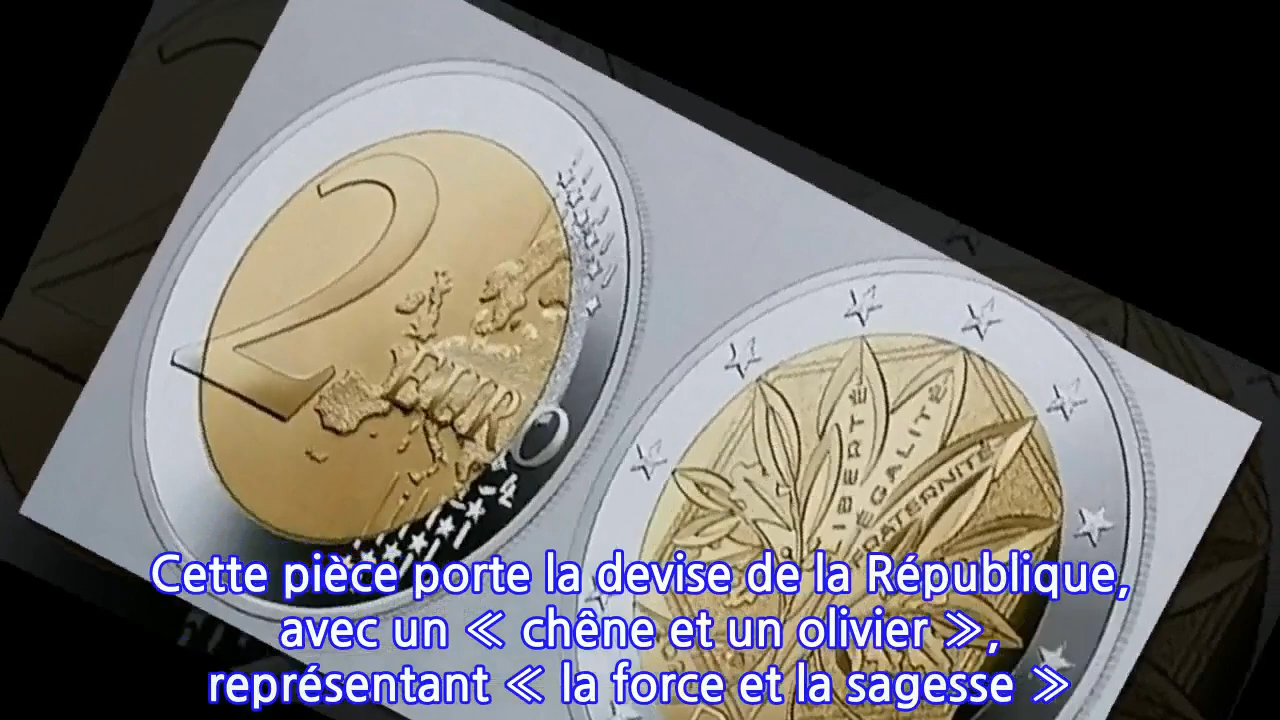 2
EURO
LIBERTÉ
ÉGALITÉ
FRATERNITÉ
Cette pièce porte la devise de la République,
avec un ≪ chêne et un olivier ≫,
représentant ≪ la force et la sagesse ≫